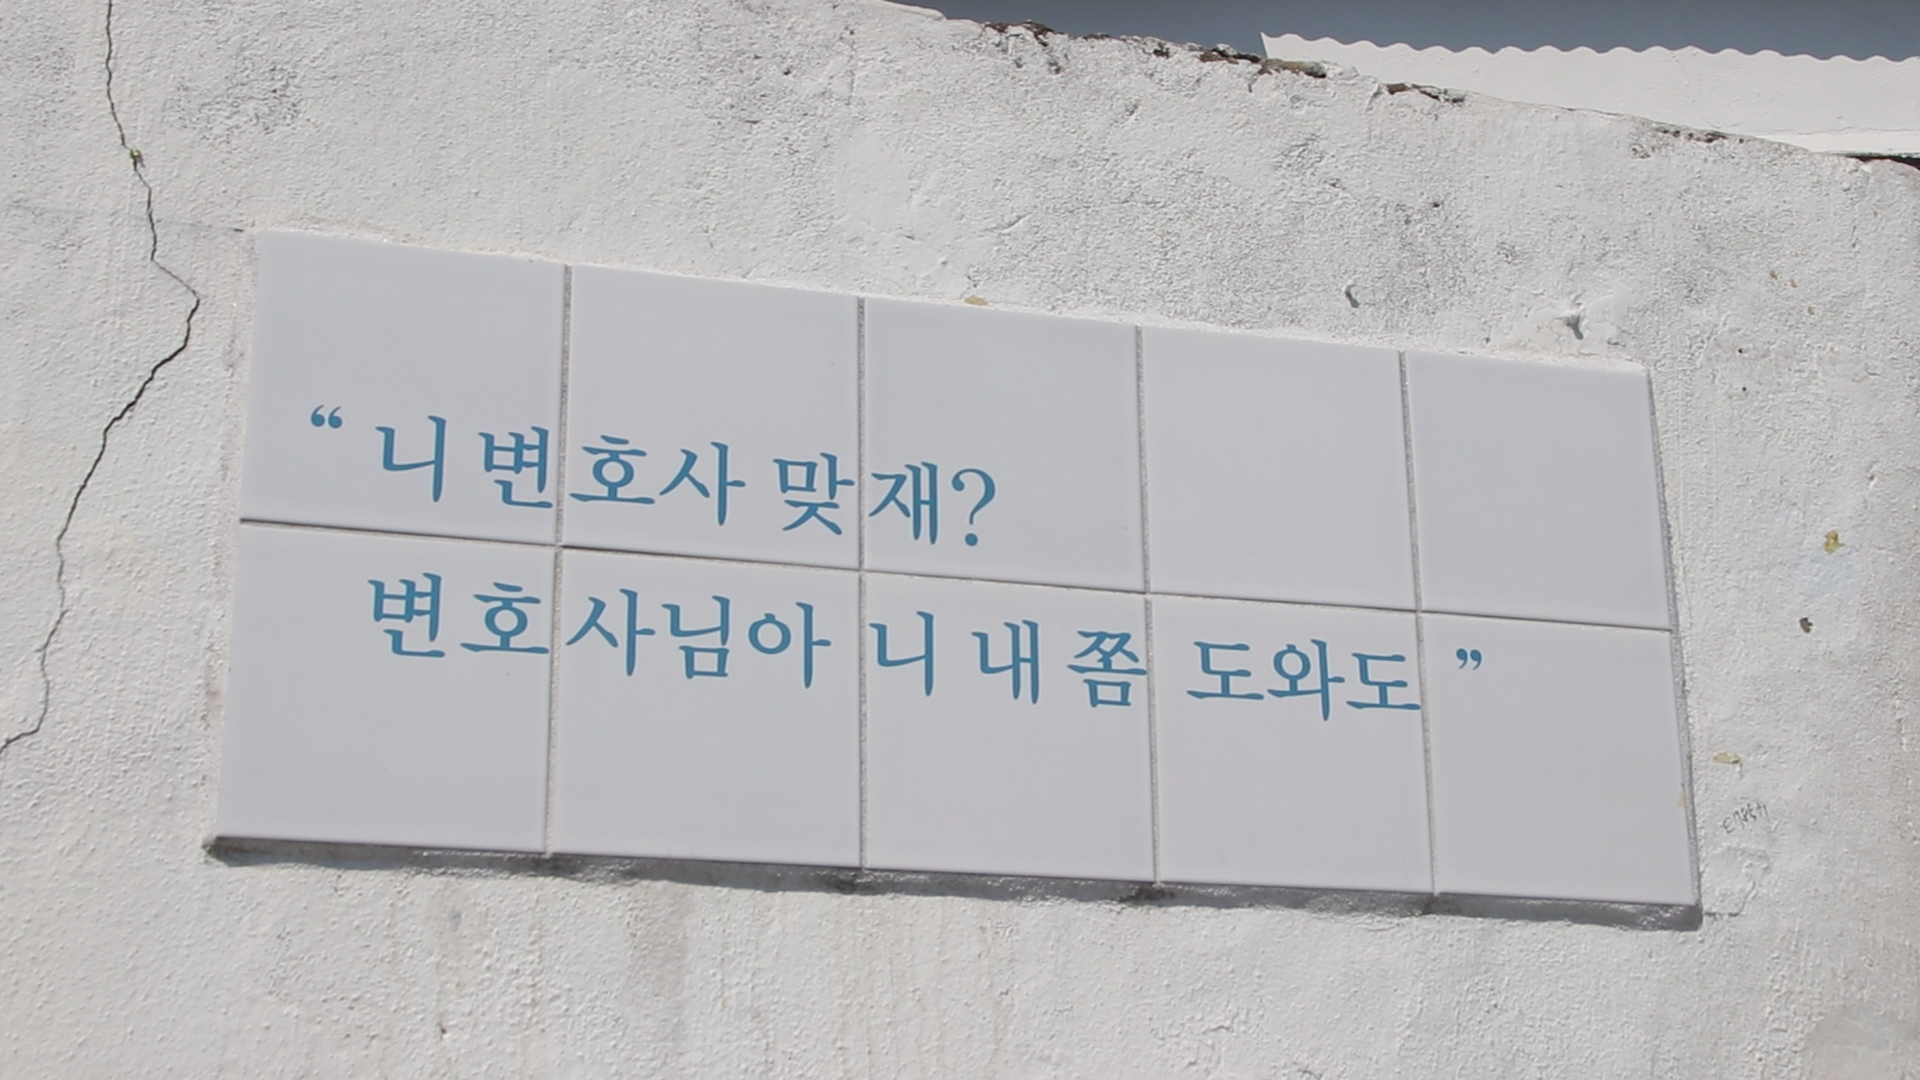 “ 니 변호사 맞재?
변호사님아 니 내 쫌 도와도 ”